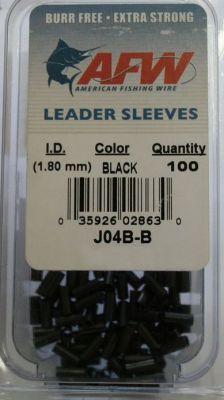 BURR FREE • EXTRA STRONG
AFW
AMERICAN FISHING WIRE
LEADER SLEEVES
I.D. Color Quantity
(1.80 mm) BLACK 100
0 35926 02863 0
J04B-B